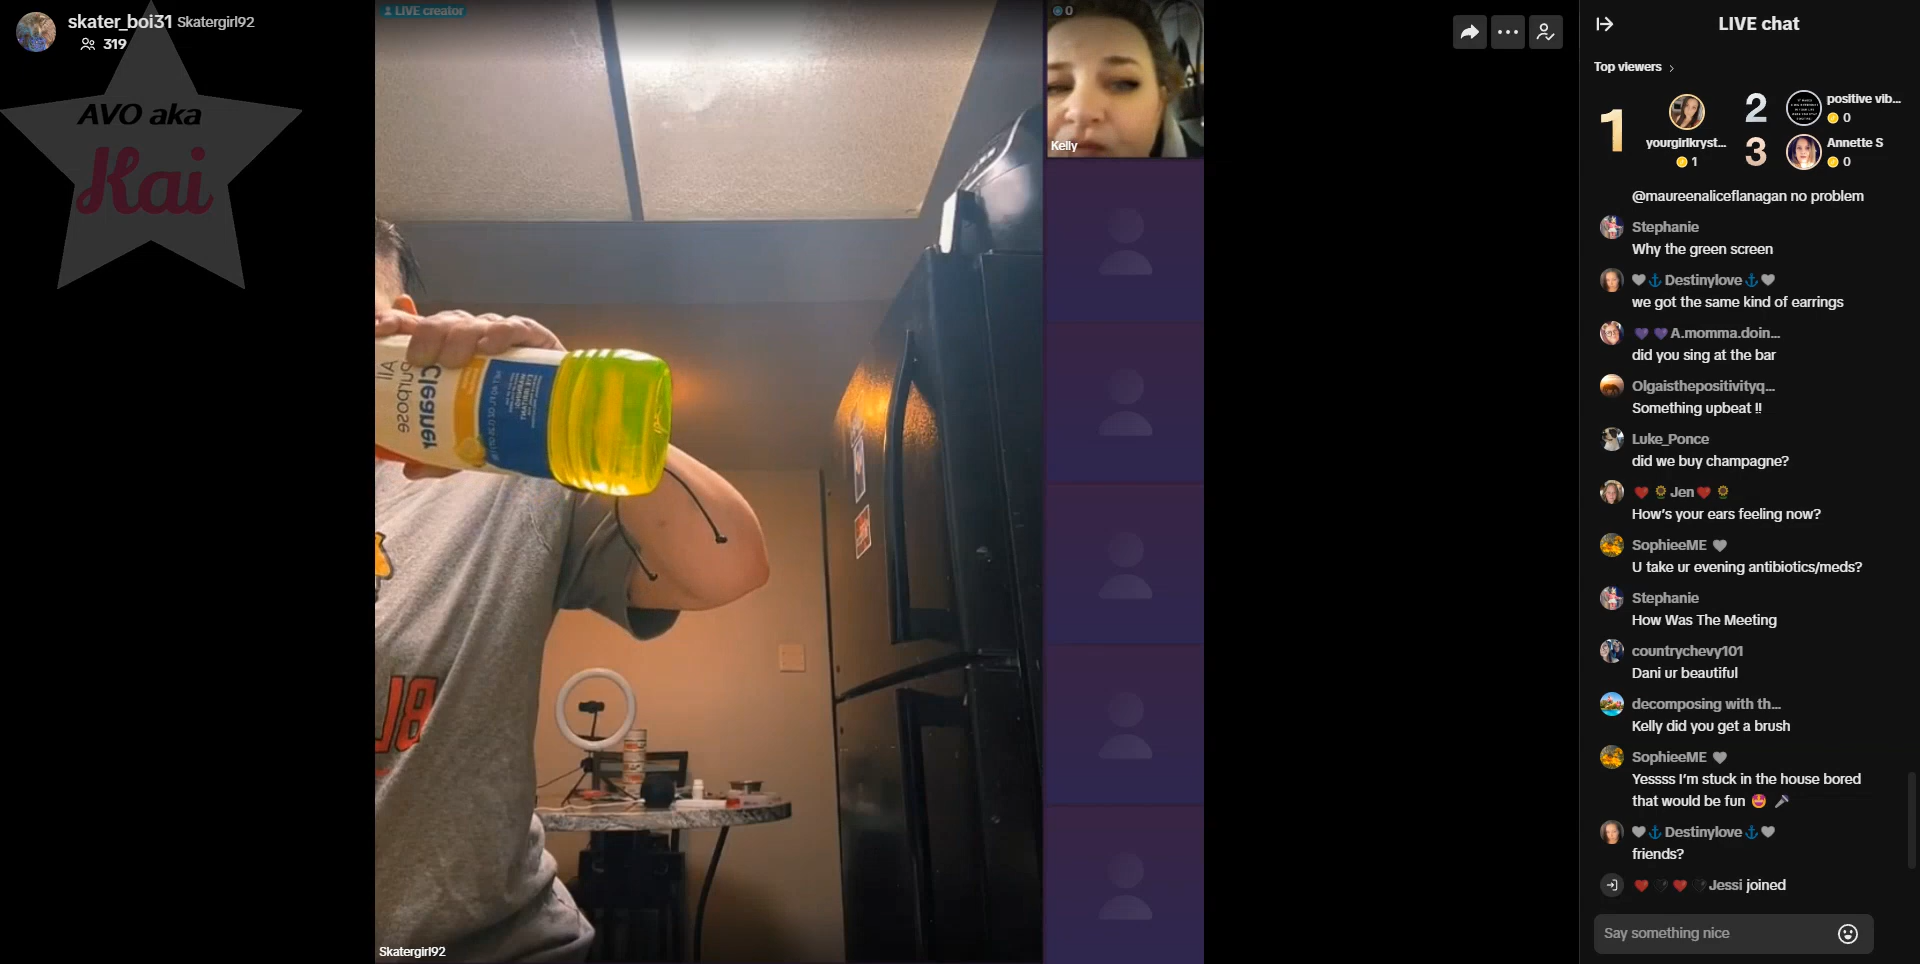 skater_boi31 Skatergirl92
319
AVO aka
Kai
LIVE creator
0
Kelly
All
Purpose
Cleaner
WARNING:
EYE IRRITANT
Skatergirl92
LIVE chat
Top viewers
1
yourgirlkryst...
1
2
positive vib...
0
3
Annette S
0
@maureenaliceflanagan no problem
Stephanie
Why the green screen
🤍⚓Destinylove⚓🤍
we got the same kind of earrings
💜💜A.momma.doin...
did you sing at the bar
Olgaisthepositivityq...
Something upbeat !!
Luke_Ponce
did we buy champagne?
❤️🌻Jen❤️🌻
How's your ears feeling now?
SophieeME 🤍
U take ur evening antibiotics/meds?
Stephanie
How Was The Meeting
countrychevy101
Dani ur beautiful
decomposing with th...
Kelly did you get a brush
SophieeME 🤍
Yessss I'm stuck in the house bored
that would be fun 🤩 🎤
🤍⚓Destinylove⚓🤍
friends?
❤️🖤❤️🖤Jessi joined
Say something nice